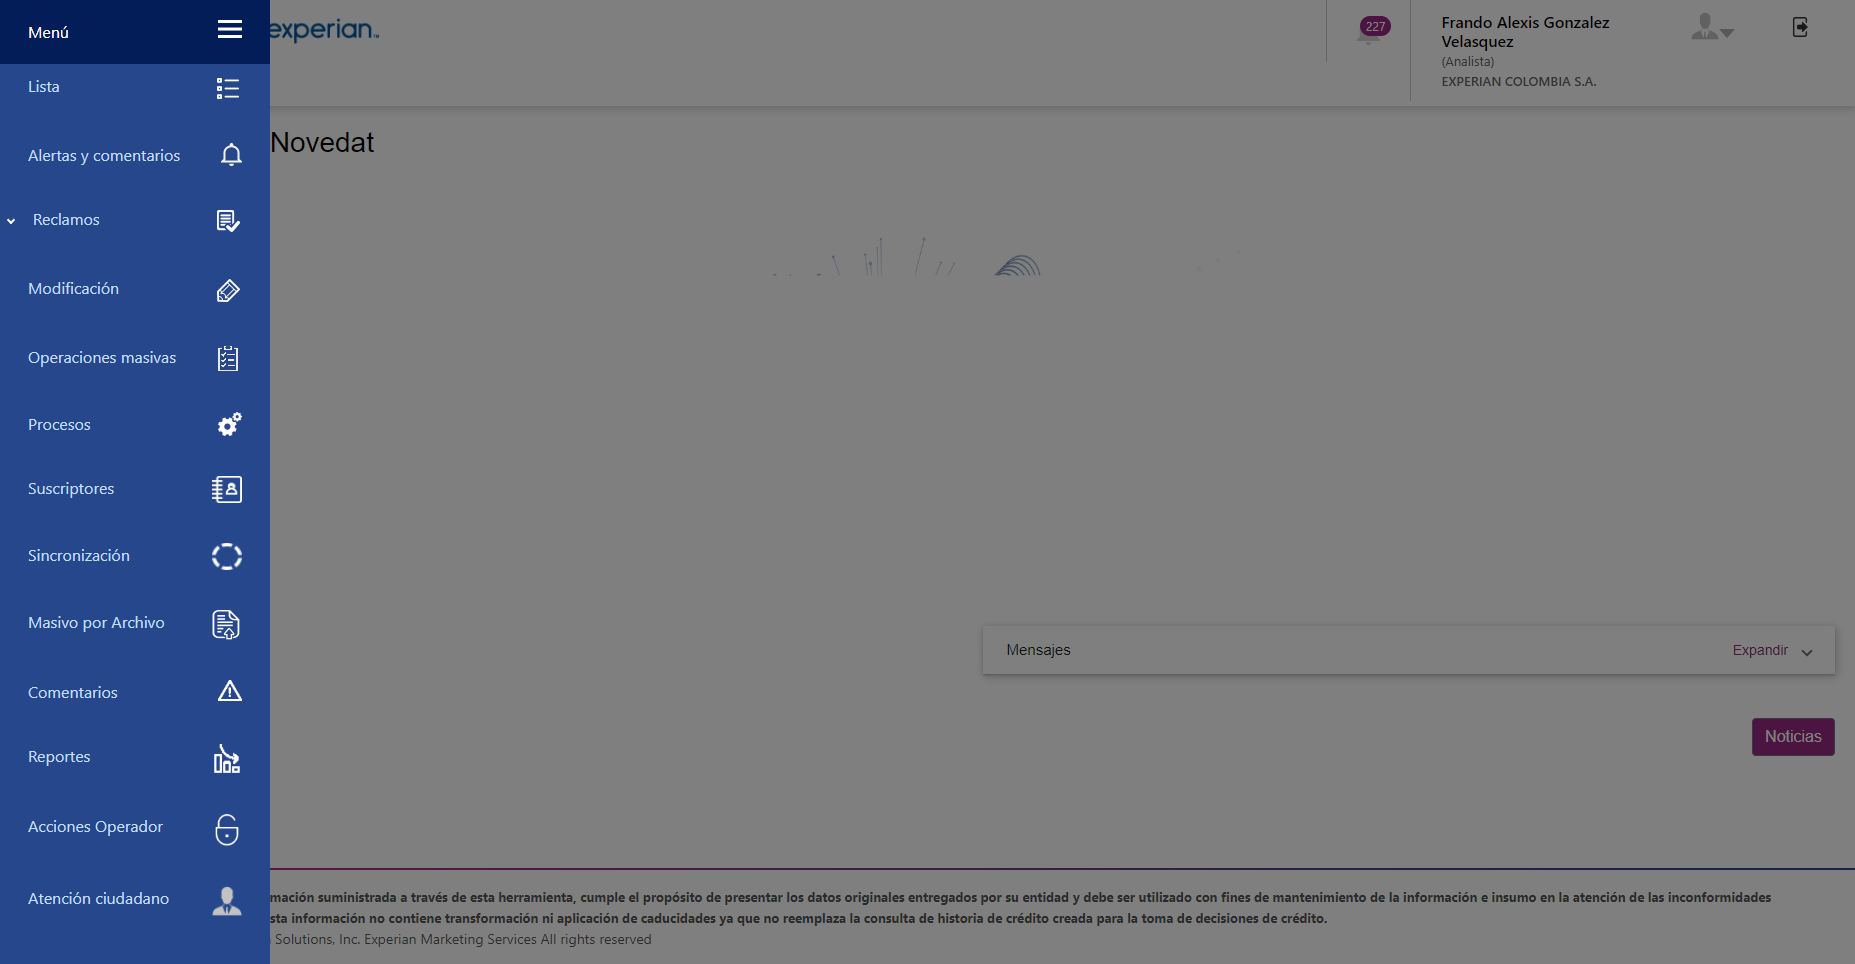 Menú
Lista
Alertas y comentarios
Reclamos
Modificación
Operaciones masivas
Procesos
Suscriptores
Sincronización
Masivo por Archivo
Comentarios
Reportes
Acciones Operador
Atención ciudadano
experian™
227
Frando Alexis Gonzalez
Velasquez
(Analista)
EXPERIAN COLOMBIA S.A.
Novedat
Mensajes
Expandir
Noticias
mación suministrada a través de esta herramienta, cumple el propósito de presentar los datos originales entregados por su entidad y debe ser utilizado con fines de mantenimiento de la información e insumo en la atención de las inconformidades
sta información no contiene transformación ni aplicación de caducidades ya que no reemplaza la consulta de historia de crédito creada para la toma de decisiones de crédito.
Solutions, Inc. Experian Marketing Services All rights reserved